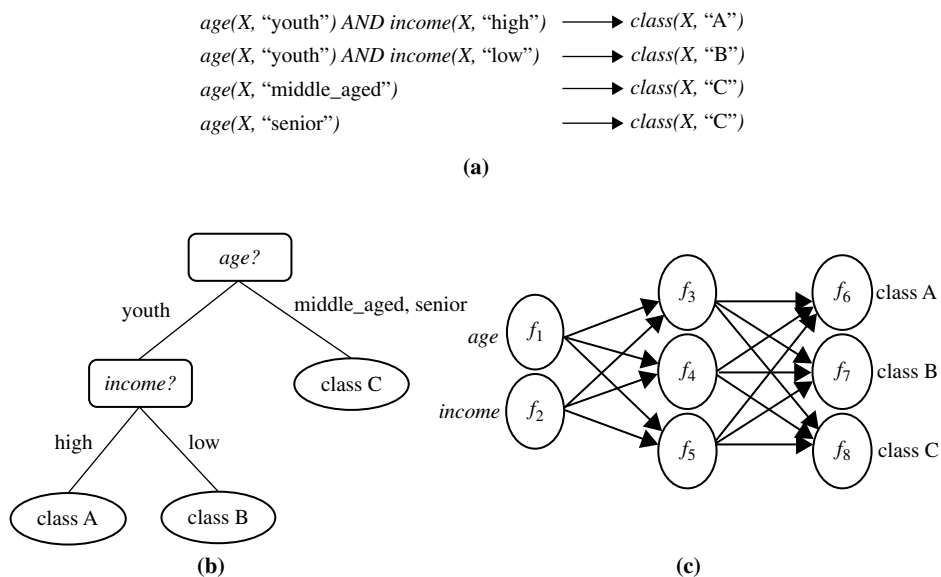 age(X, “youth”) AND income(X, “high”) class(X, “A”)
age(X, “youth”) AND income(X, “low”) class(X, “B”)
age(X, “middle_aged”) class(X, “C”)
age(X, “senior”) class(X, “C”)
(a)
age?
youth
middle_aged, senior
income?
class C
high
low
class A
class B
(b)
age
income
f1
f2
f3
f4
f5
f6
f7
f8
class A
class B
class C
(c)